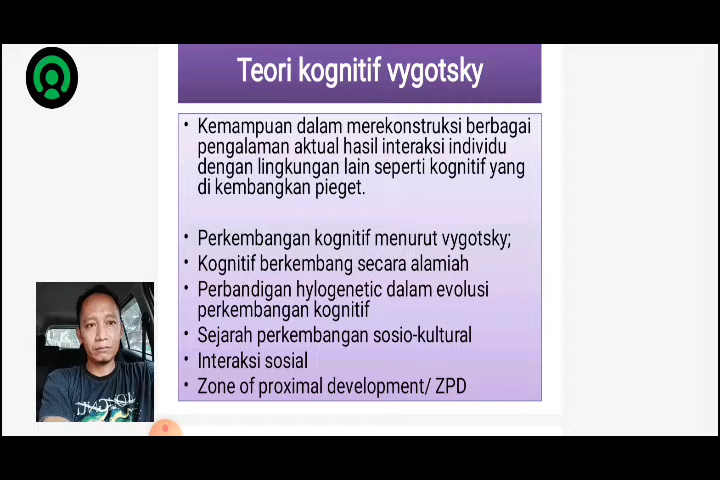 Teori kognitif vygotsky
• Kemampuan dalam merekonstruksi berbagai
pengalaman aktual hasil interaksi individu
dengan lingkungan lain seperti kognitif yang
di kembangkan pieget.
• Perkembangan kognitif menurut vygotsky;
• Kognitif berkembang secara alamiah
• Perbandigan hylogenetic dalam evolusi
perkembangan kognitif
• Sejarah perkembangan sosio-kultural
• Interaksi sosial
• Zone of proximal development/ ZPD